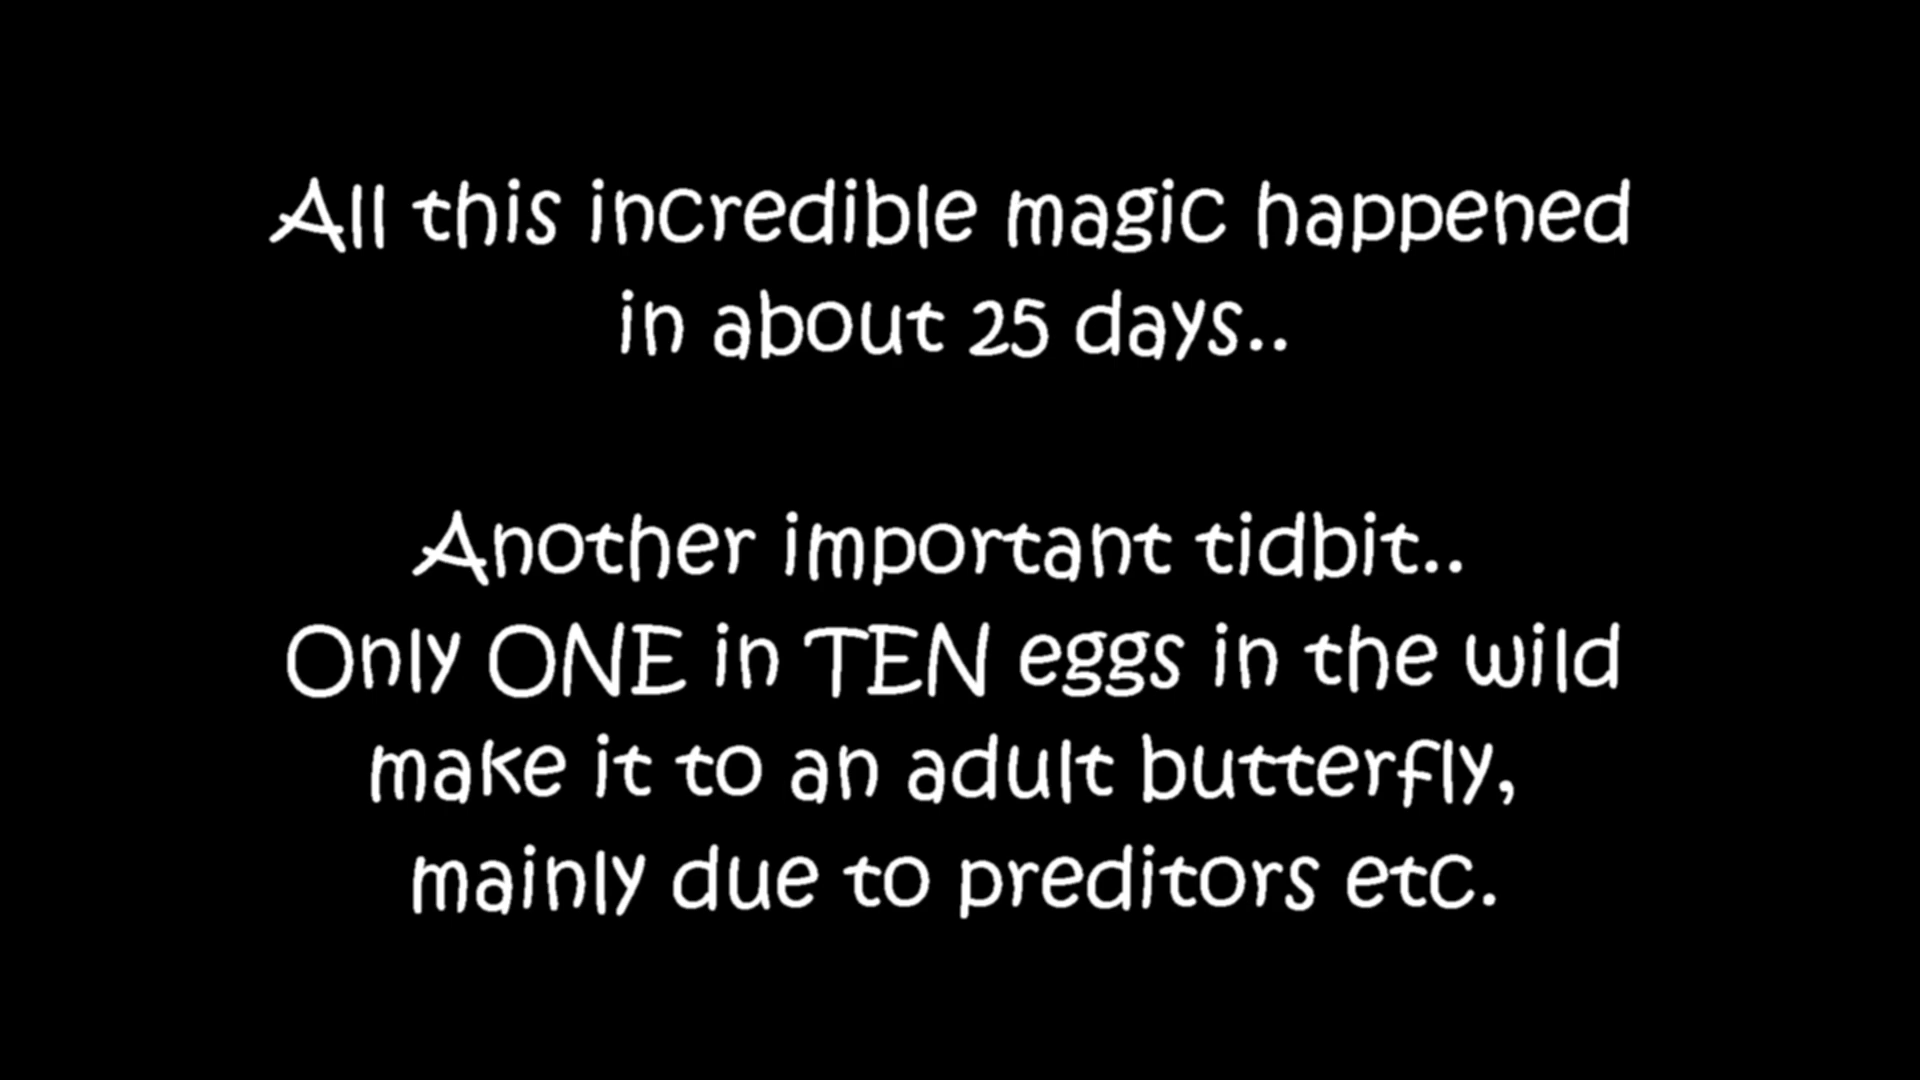 All this incredible magic happened
in about 25 days..
Another important tidbit..
Only ONE in TEN eggs in the wild
make it to an adult butterfly,
mainly due to preditors etc.